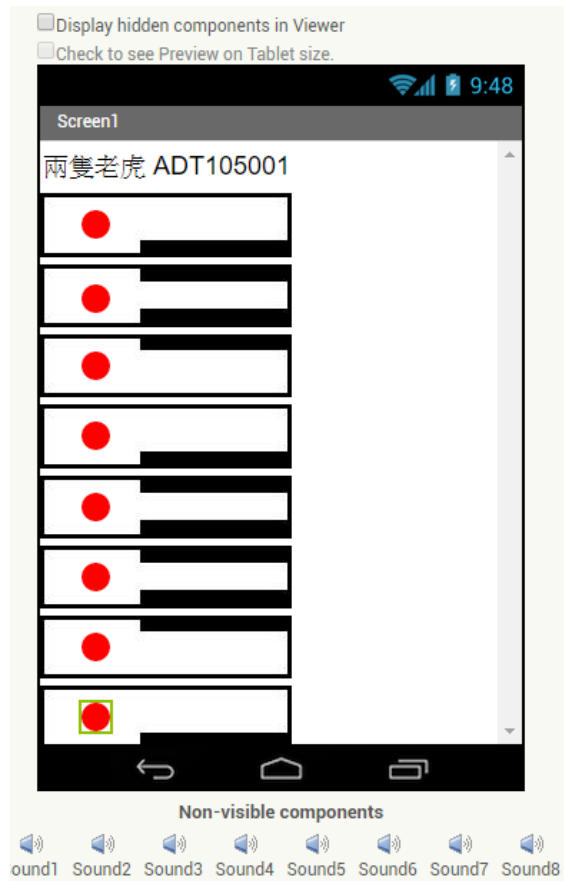 Display hidden components in Viewer
Check to see Preview on Tablet size.
9:48
Screen1
兩隻老虎 ADT105001
Non-visible components
ound1 Sound2 Sound3 Sound4 Sound5 Sound6 Sound7 Sound8